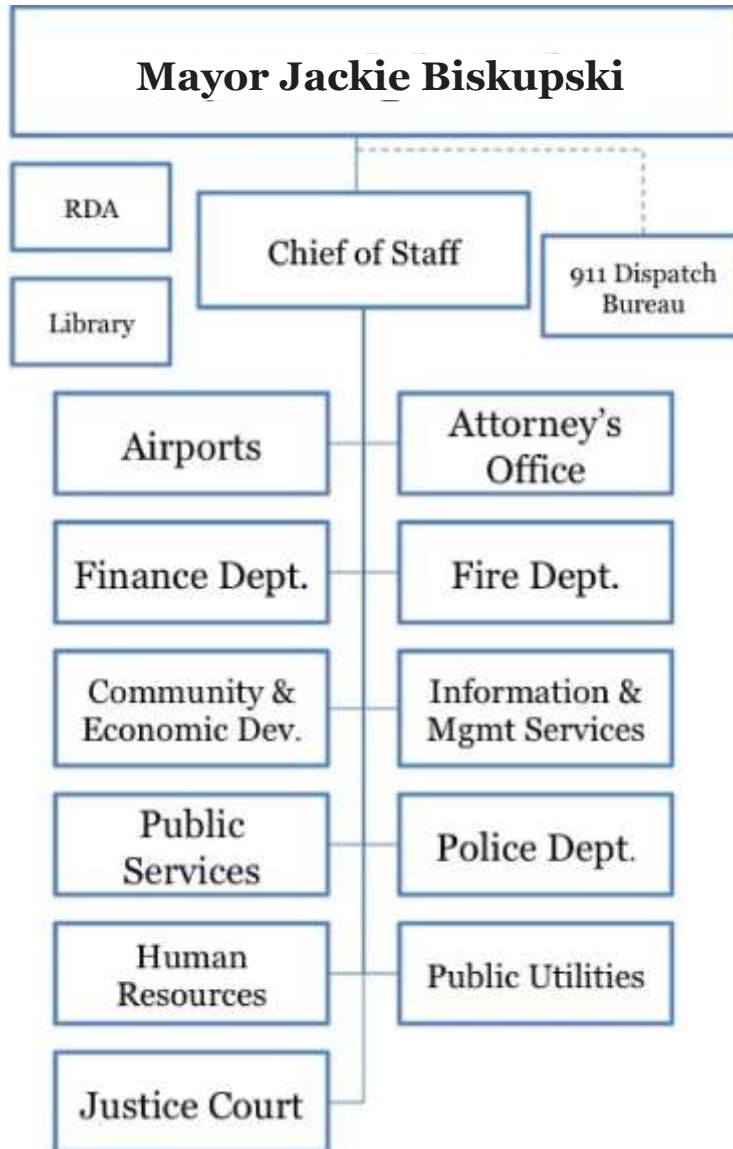 Mayor Jackie Biskupski
RDA
Chief of Staff
911 Dispatch
Bureau
Library
Airports
Attorney’s
Office
Finance Dept.
Fire Dept.
Community &
Economic Dev.
Information &
Mgmt Services
Public
Services
Police Dept.
Human
Resources
Public Utilities
Justice Court